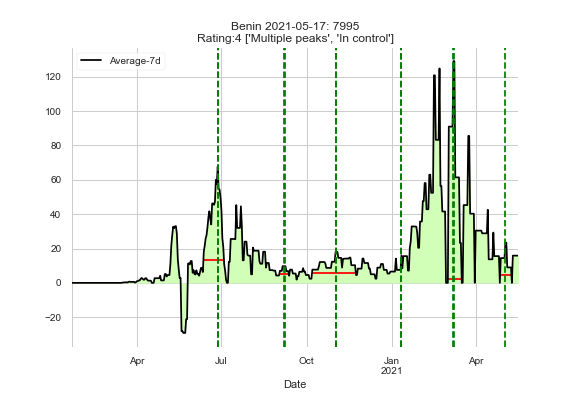 Benin 2021-05-17: 7995
Rating:4 ['Multiple peaks', 'In control']
Average-7d
120
100
80
60
40
20
0
−20
Apr
Jul
Oct
Jan
2021
Apr
Date